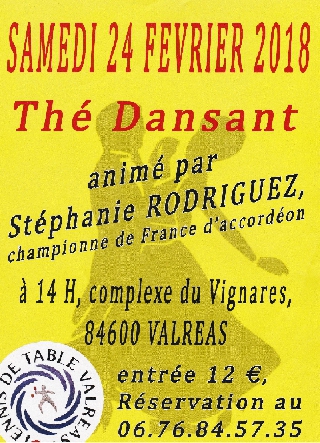 SAMEDI 24 FEVRIER 2018
Thé Dansant
animé par
Stéphanie RODRIGUEZ,
championne de France d'accordéon
à 14 H, complexe du Vignares,
84600 VALREAS
entrée 12 €,
Réservation au
06.76.84.57.35
TENNIS DE TABLE VALREAS